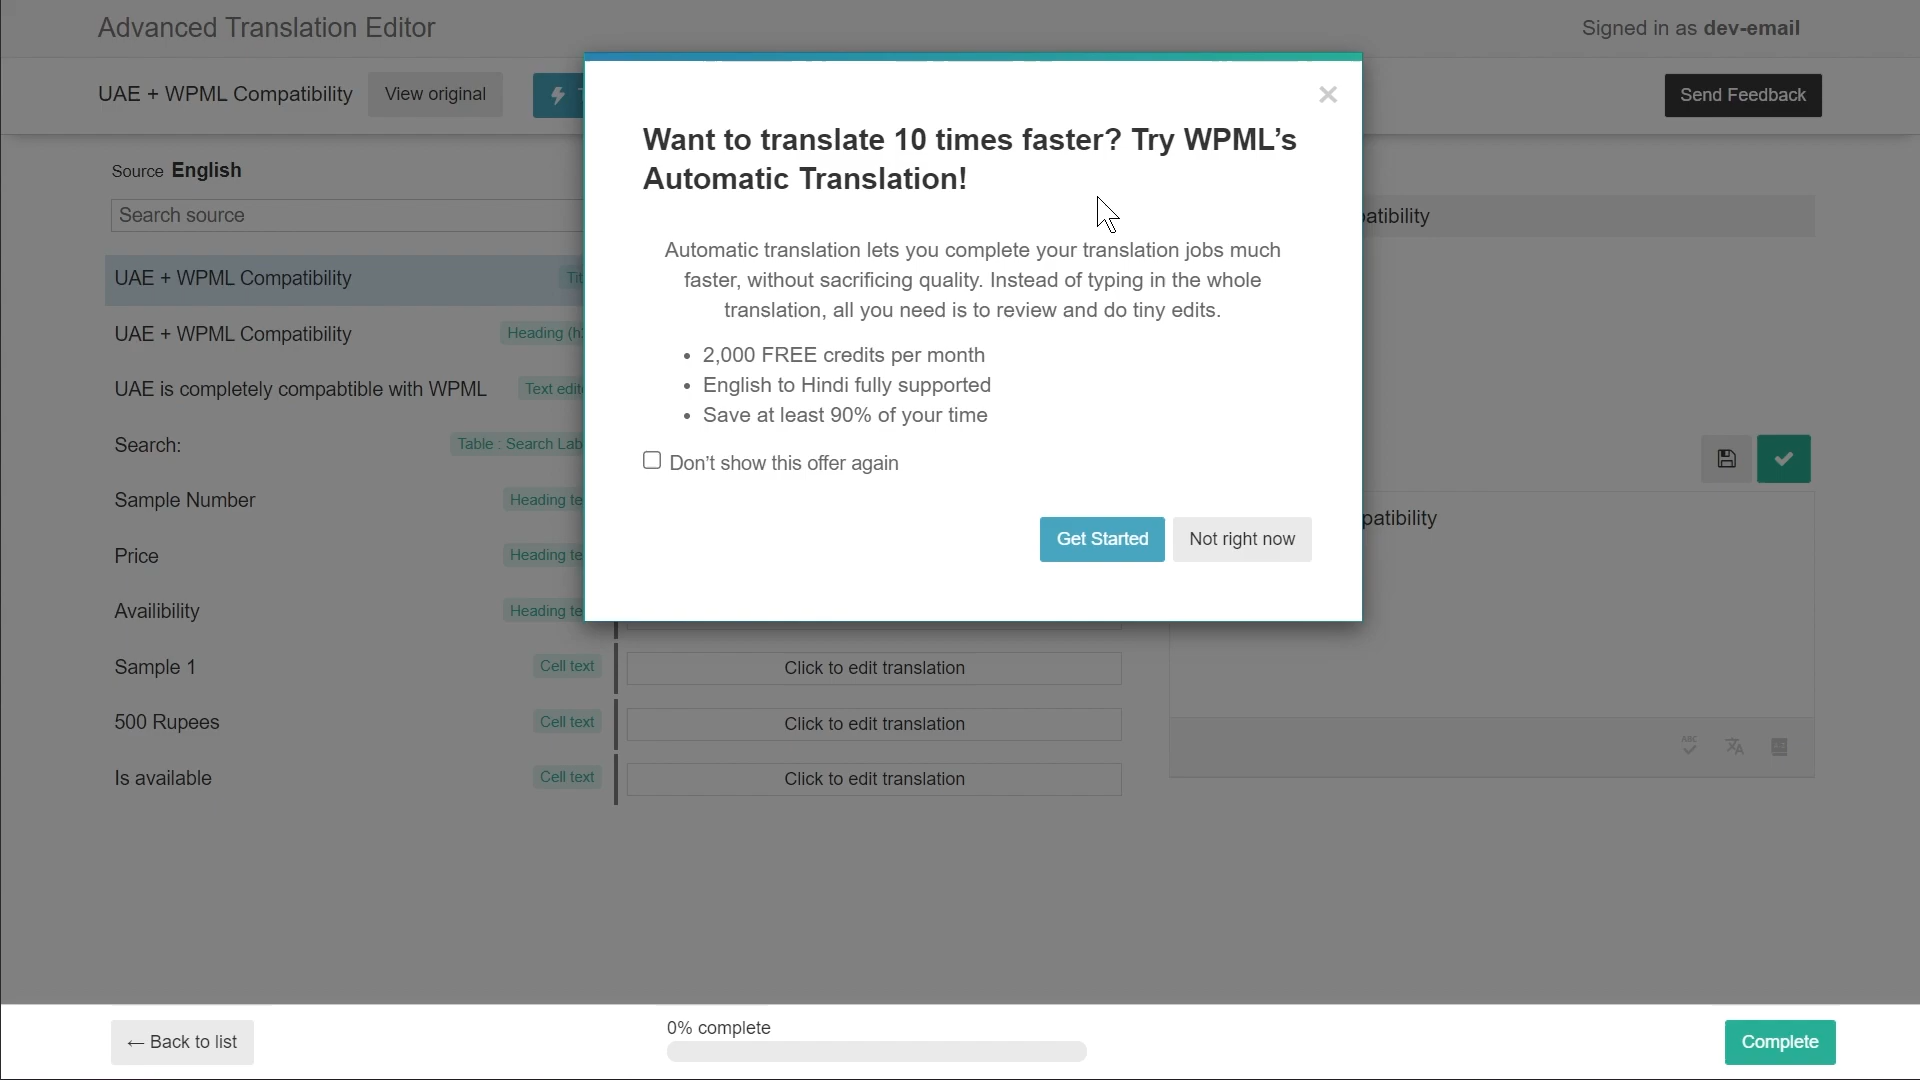 Advanced Translation Editor
Signed in as dev-email
UAE + WPML Compatibility
View original
Send Feedback
Want to translate 10 times faster? Try WPML’s
Automatic Translation!
Automatic translation lets you complete your translation jobs much
faster, without sacrificing quality. Instead of typing in the whole
translation, all you need is to review and do tiny edits.
• 2,000 FREE credits per month
• English to Hindi fully supported
• Save at least 90% of your time
Don’t show this offer again
Get Started
Not right now
Source English
Search source
UAE + WPML Compatibility
UAE + WPML Compatibility Heading
UAE is completely compabtible with WPML Text
Search: Table : Search
Sample Number Heading
Price Heading
Availibility Heading
Sample 1 Cell text Click to edit translation
500 Rupees Cell text Click to edit translation
Is available Cell text Click to edit translation
ABC
← Back to list
0% complete
Complete